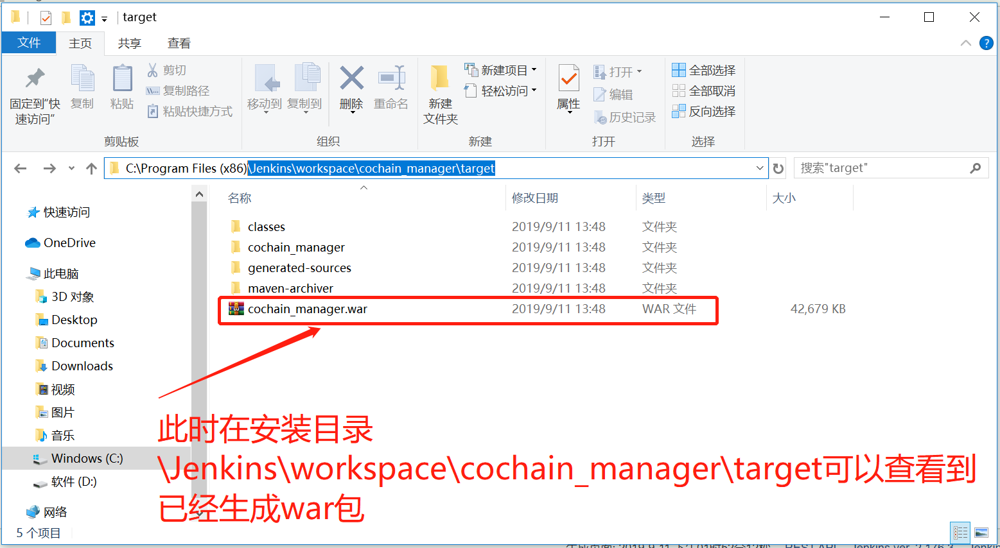 target
文件
主页
共享
查看
固定到"快
速访问"
复制
粘贴
剪切
复制路径
粘贴快捷方式
剪贴板
移动到
复制到
删除
重命名
组织
新建
文件夹
新建项目
轻松访问
新建
属性
打开
编辑
历史记录
打开
全部选择
全部取消
反向选择
选择
C:\Program Files (x86)\Jenkins\workspace\cochain_manager\target
搜索"target"
名称 修改日期 类型 大小
快速访问
OneDrive
此电脑
3D 对象
Desktop
Documents
Downloads
视频
图片
音乐
Windows (C:)
软件 (D:)
网络
classes 2019/9/11 13:48 文件夹
cochain_manager 2019/9/11 13:48 文件夹
generated-sources 2019/9/11 13:48 文件夹
maven-archiver 2019/9/11 13:48 文件夹
cochain_manager.war 2019/9/11 13:48 WAR 文件 42,679 KB
此时在安装目录
\Jenkins\workspace\cochain_manager\target可以查看到
已经生成war包
5 个项目